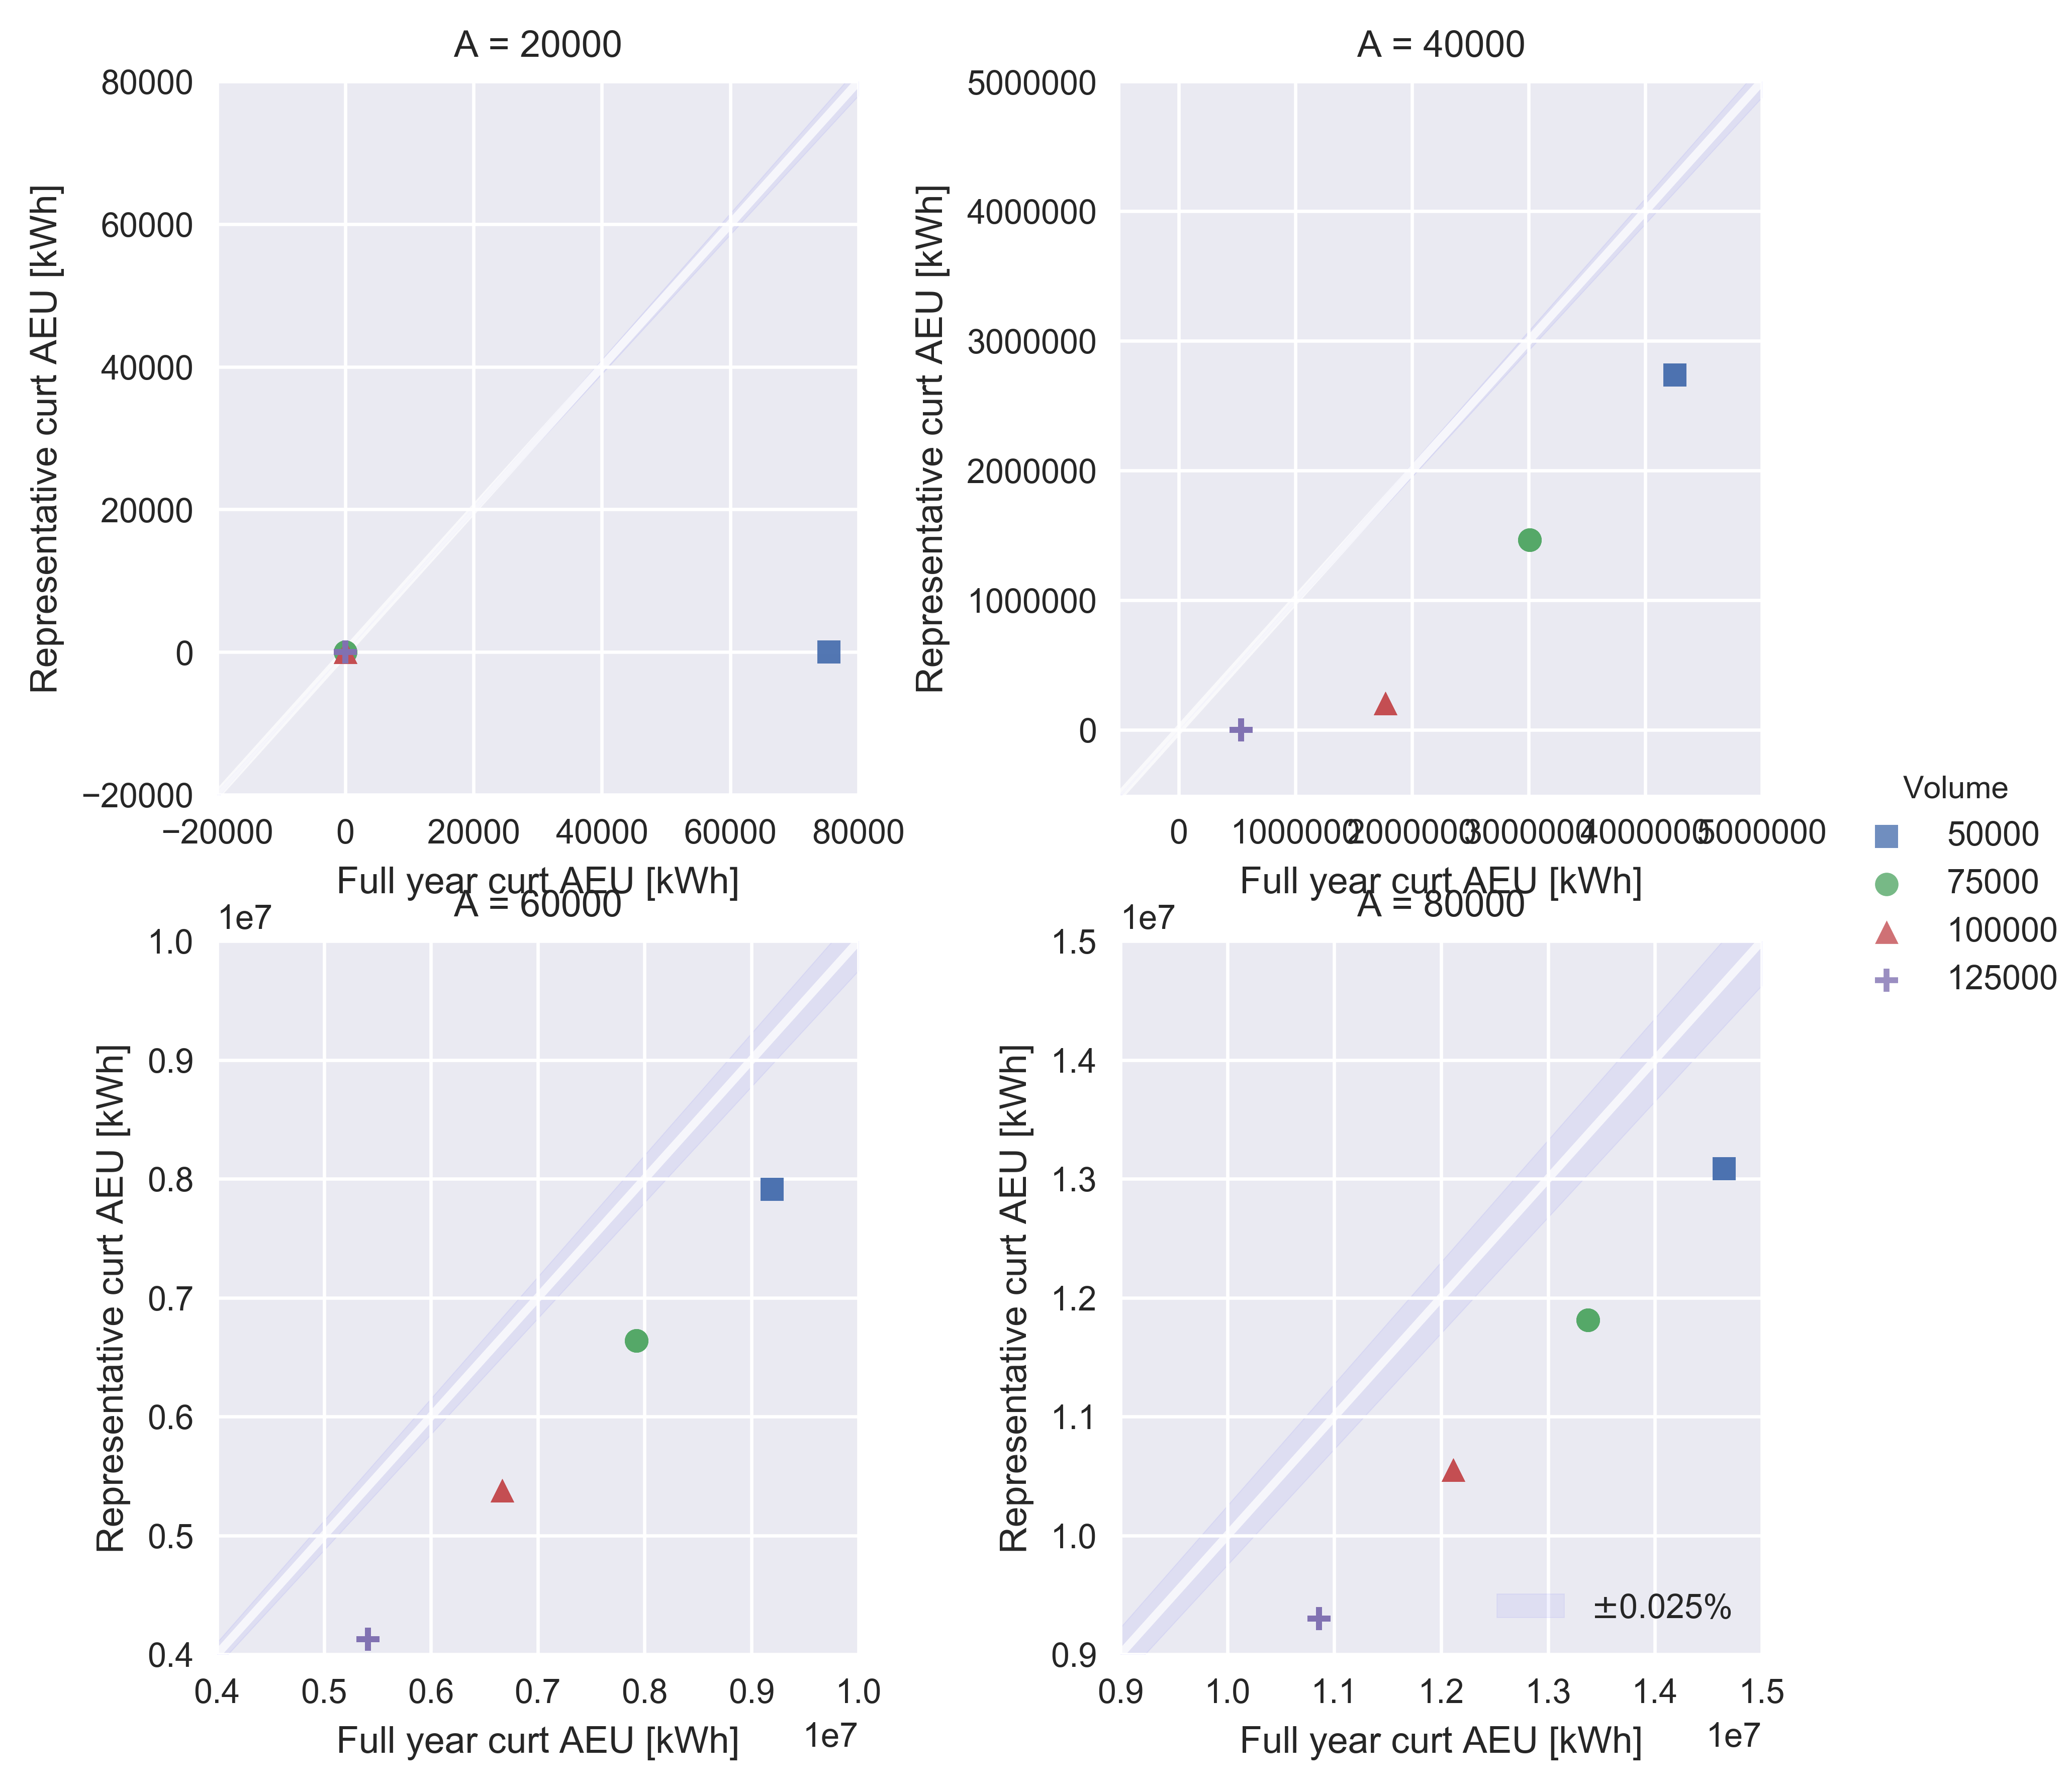 A = 20000
80000
60000
40000
20000
0
−20000
−20000 0 20000 40000 60000 80000
Representative curt AEU [kWh]
Full year curt AEU [kWh]
A = 40000
5000000
4000000
3000000
2000000
1000000
0
0 1000000 2000000 3000000 4000000 5000000
Representative curt AEU [kWh]
Full year curt AEU [kWh]
Volume
50000
75000
100000
125000
A = 60000
1e7
1.0
0.9
0.8
0.7
0.6
0.5
0.4
0.4 0.5 0.6 0.7 0.8 0.9 1.0
1e7
Representative curt AEU [kWh]
Full year curt AEU [kWh]
A = 80000
1e7
1.5
1.4
1.3
1.2
1.1
1.0
0.9
0.9 1.0 1.1 1.2 1.3 1.4 1.5
1e7
Representative curt AEU [kWh]
Full year curt AEU [kWh]
±0.025%